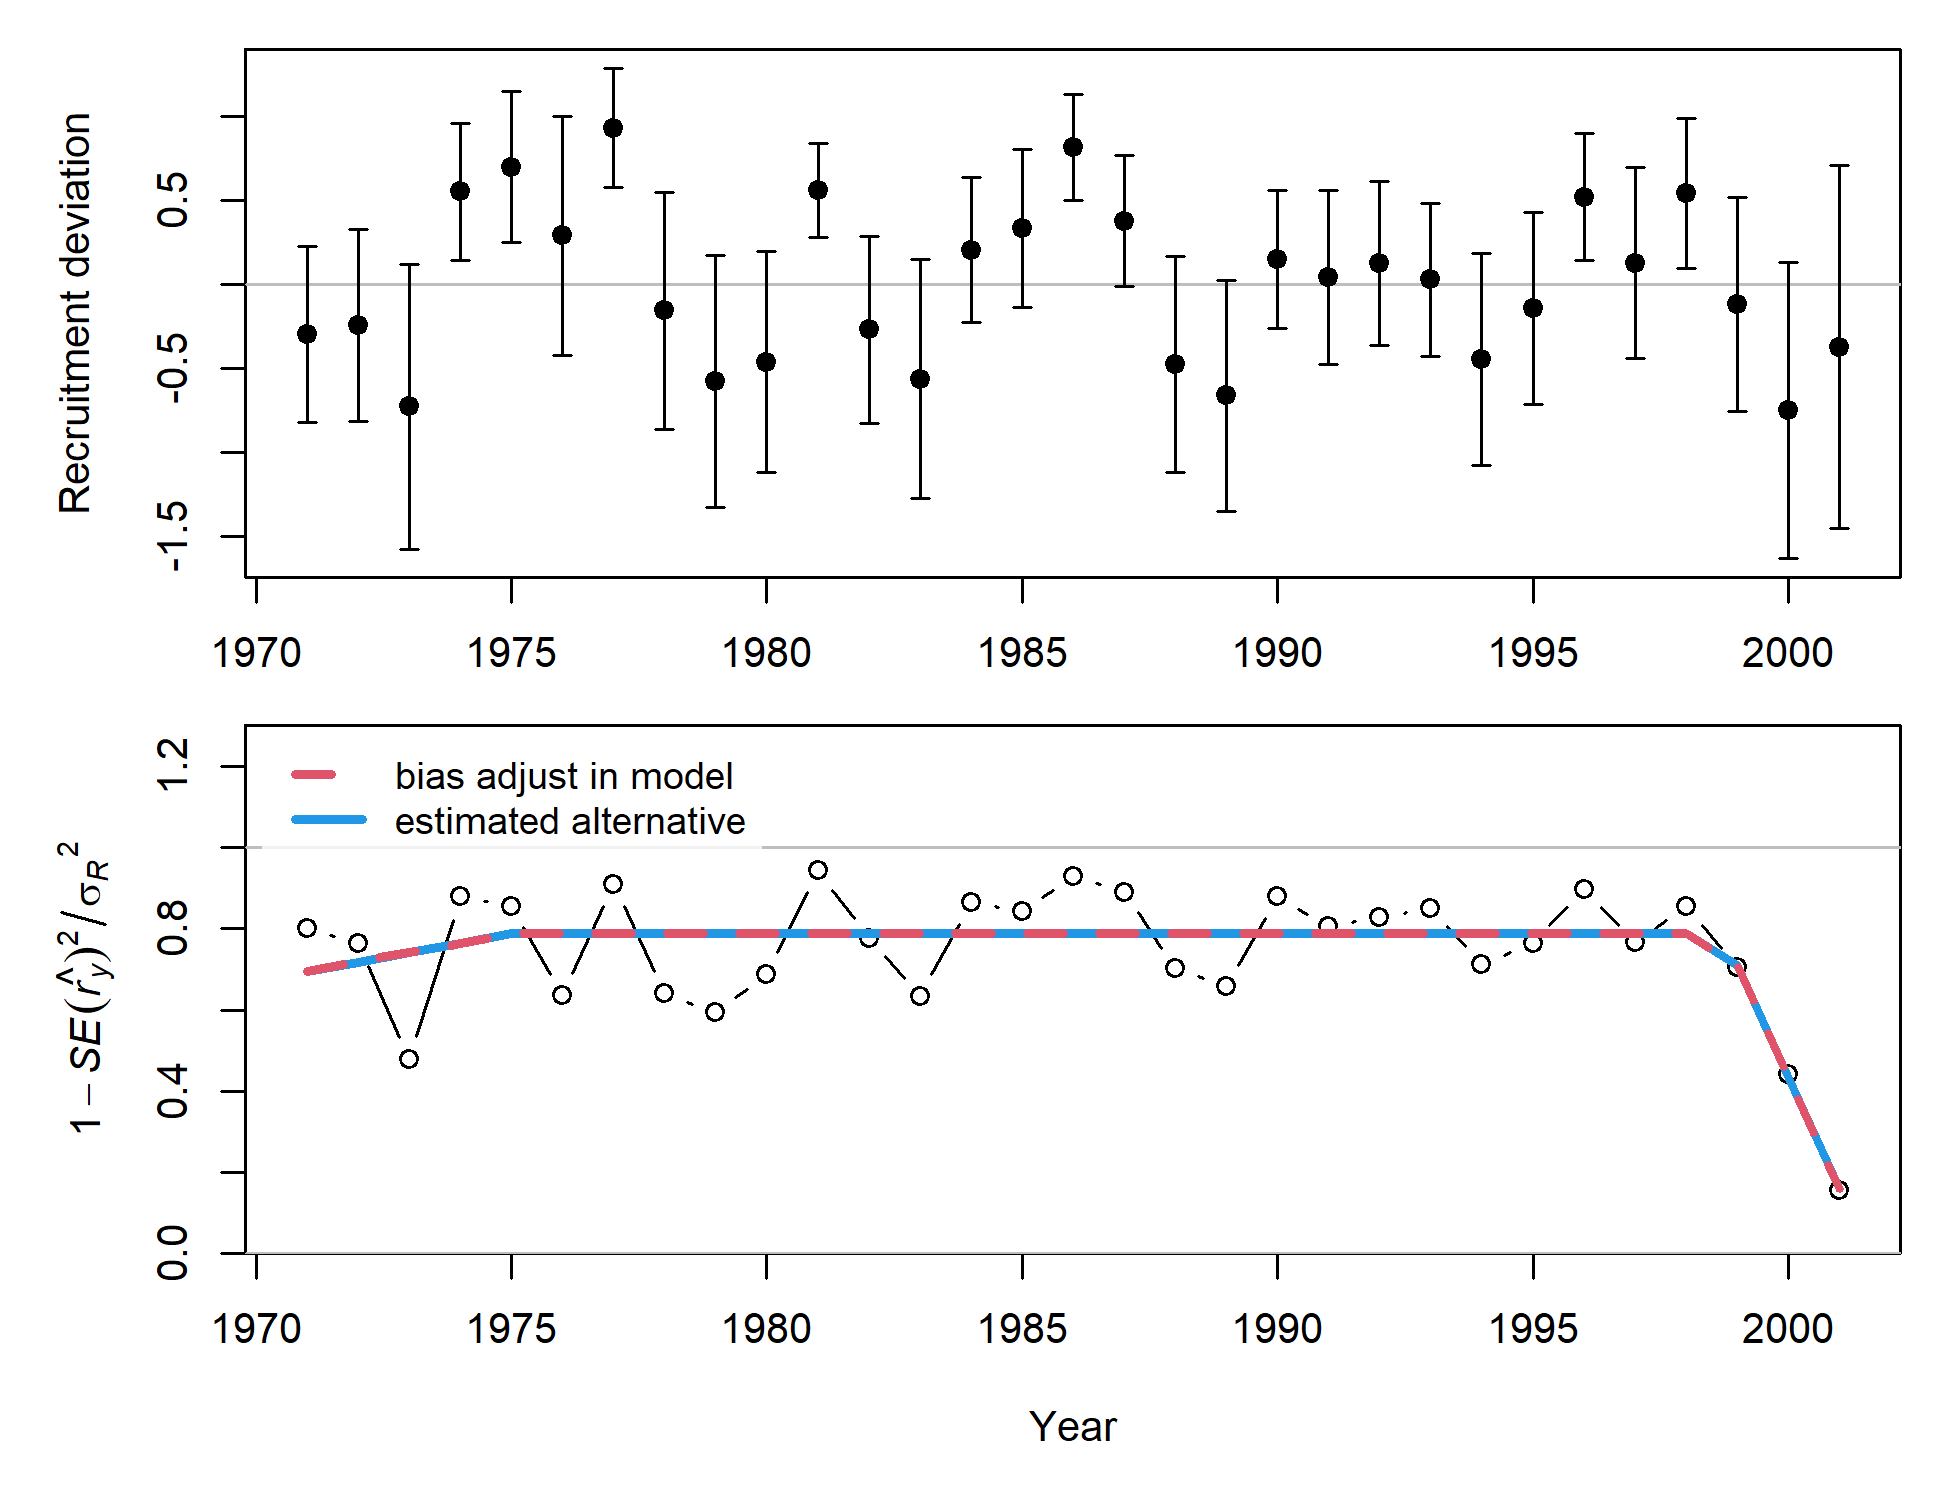 Recruitment deviation
0.5
-0.5
-1.5
1970 1975 1980 1985 1990 1995 2000
bias adjust in model
estimated alternative
1 − SE(r̂_y)² / σ_R²
1.2
0.8
0.4
0.0
1970 1975 1980 1985 1990 1995 2000
Year